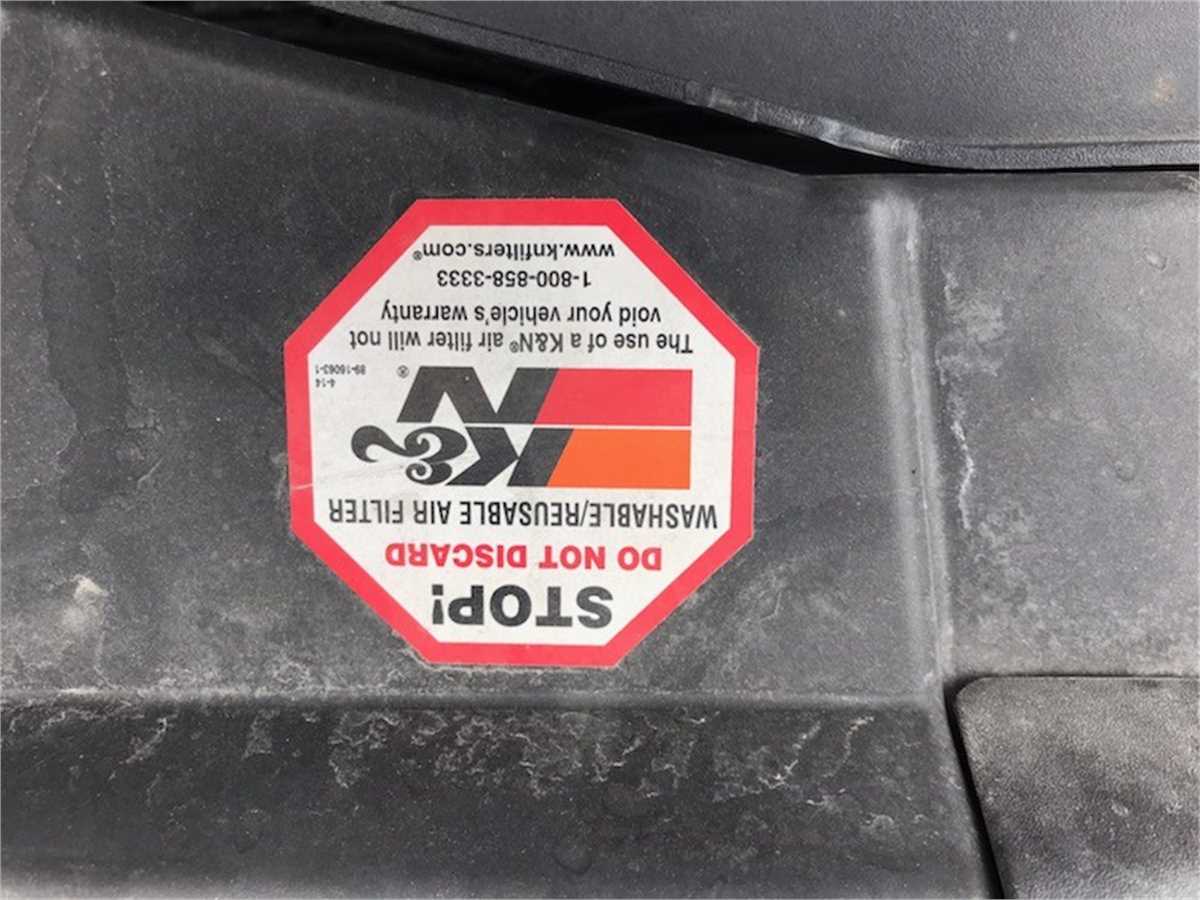 STOP!
DO NOT DISCARD
WASHABLE/REUSABLE AIR FILTER
K&N®
4-14
89-16063-1
The use of a K&N® air filter will not
void your vehicle's warranty
1-800-858-3333
www.knfilters.com®